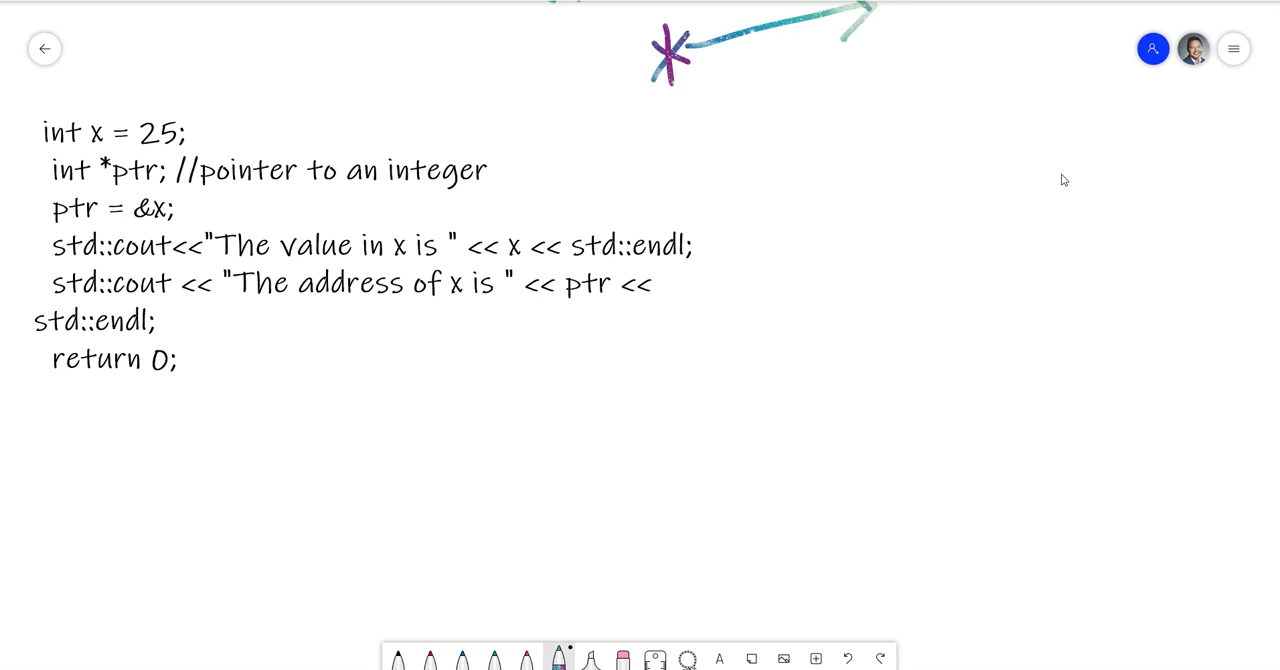 int x = 25;
int *ptr; //pointer to an integer
ptr = &x;
std::cout<<"The value in x is " << x << std::endl;
std::cout << "The address of x is " << ptr <<
std::endl;
return 0;
A